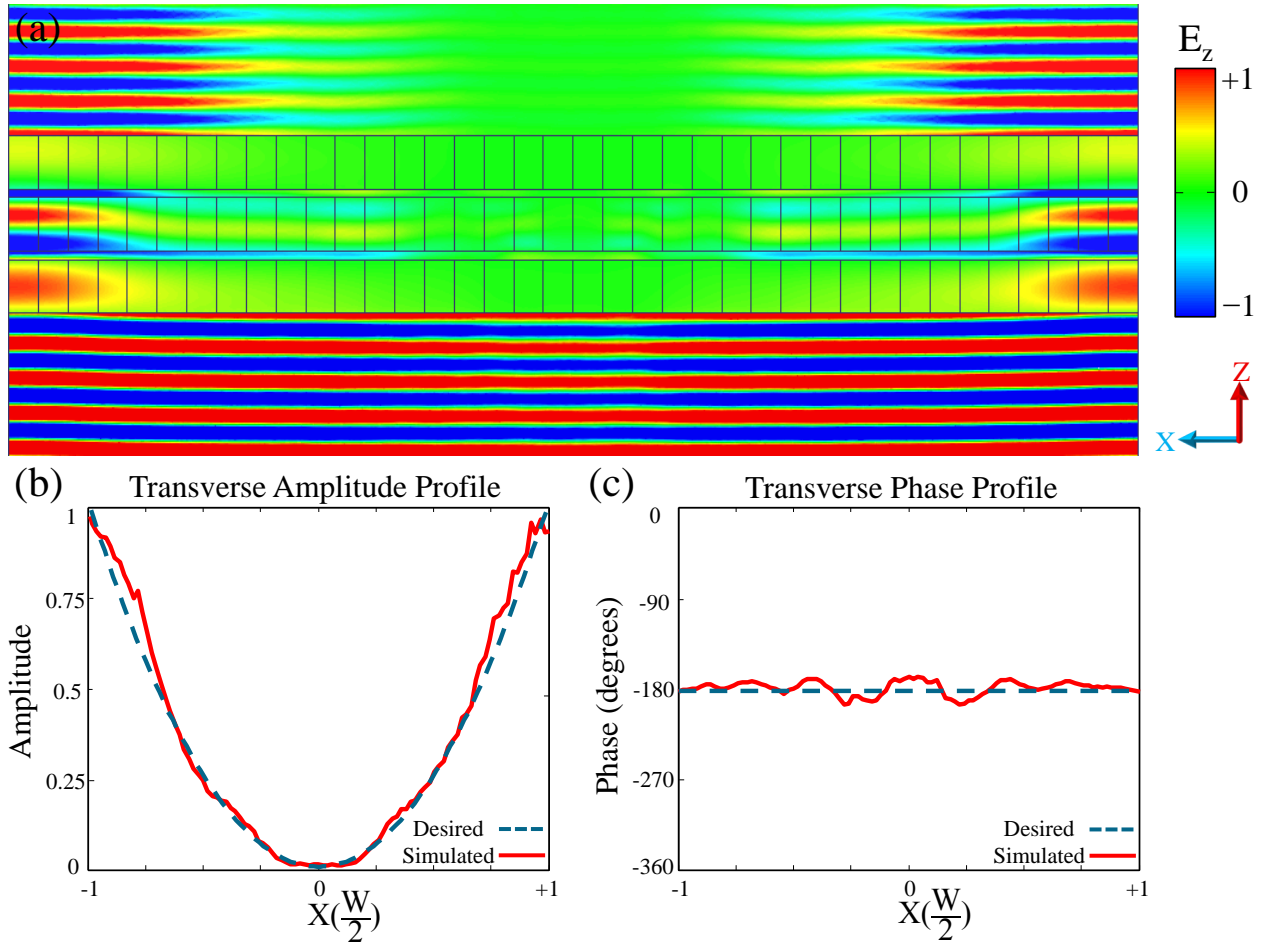 (a)
E_z
+1
0
−1
Z
X
(b)
Transverse Amplitude Profile
Amplitude
1
0.75
0.5
0.25
0
Desired
Simulated
-1
0
+1
X(W/2)
(c)
Transverse Phase Profile
Phase (degrees)
0
-90
-180
-270
-360
Desired
Simulated
-1
0
+1
X(W/2)